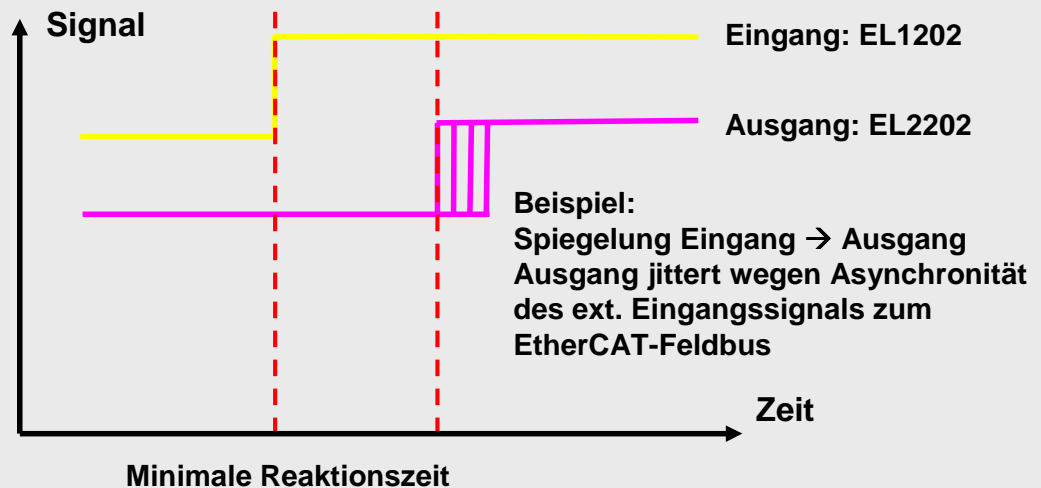 Signal
Eingang: EL1202
Ausgang: EL2202
Beispiel:
Spiegelung Eingang → Ausgang
Ausgang jittert wegen Asynchronität
des ext. Eingangssignals zum
EtherCAT-Feldbus
Zeit
Minimale Reaktionszeit